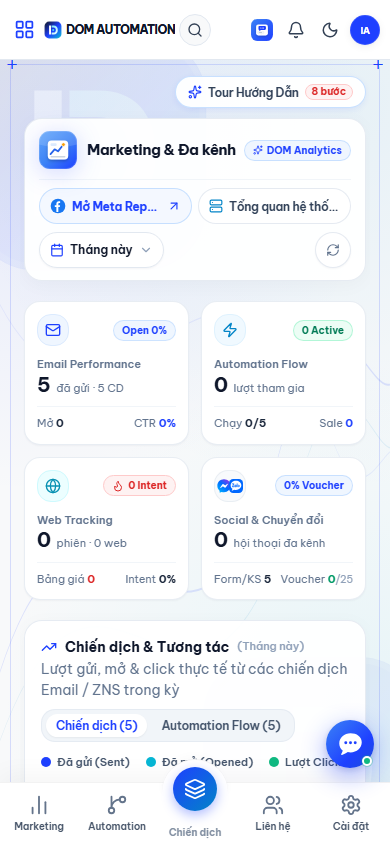 DOM AUTOMATION
IA
Tour Hướng Dẫn 8 bước
Marketing & Đa kênh DOM Analytics
Mở Meta Rep... Tổng quan hệ thố...
Tháng này
Open 0%
Email Performance
5 đã gửi · 5 CD
Mở 0 CTR 0%
0 Active
Automation Flow
0 lượt tham gia
Chạy 0/5 Sale 0
0 Intent
Web Tracking
0 phiên · 0 web
Bảng giá 0 Intent 0%
0% Voucher
Social & Chuyển đổi
0 hội thoại đa kênh
Form/KS 5 Voucher 0/25
Chiến dịch & Tương tác (Tháng này)
Lượt gửi, mở & click thực tế từ các chiến dịch
Email / ZNS trong kỳ
Chiến dịch (5) Automation Flow (5)
Đã gửi (Sent) Đã (Opened) Lượt
Marketing Automation Chiến dịch Liên hệ Cài đặt